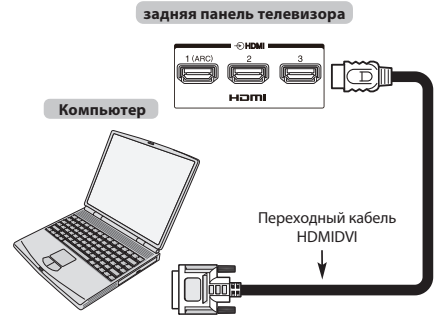 задняя панель телевизора
HDMI
1 (ARC) 2 3
HDMI
D
Компьютер
Переходный кабель
HDMIDVI